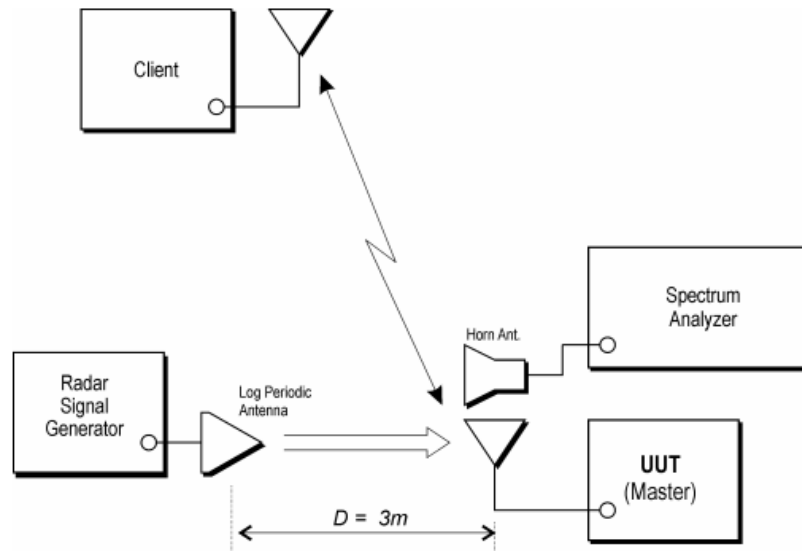 Client
Spectrum
Analyzer
Horn Ant.
Radar
Signal
Generator
Log Periodic
Antenna
UUT
(Master)
D = 3m